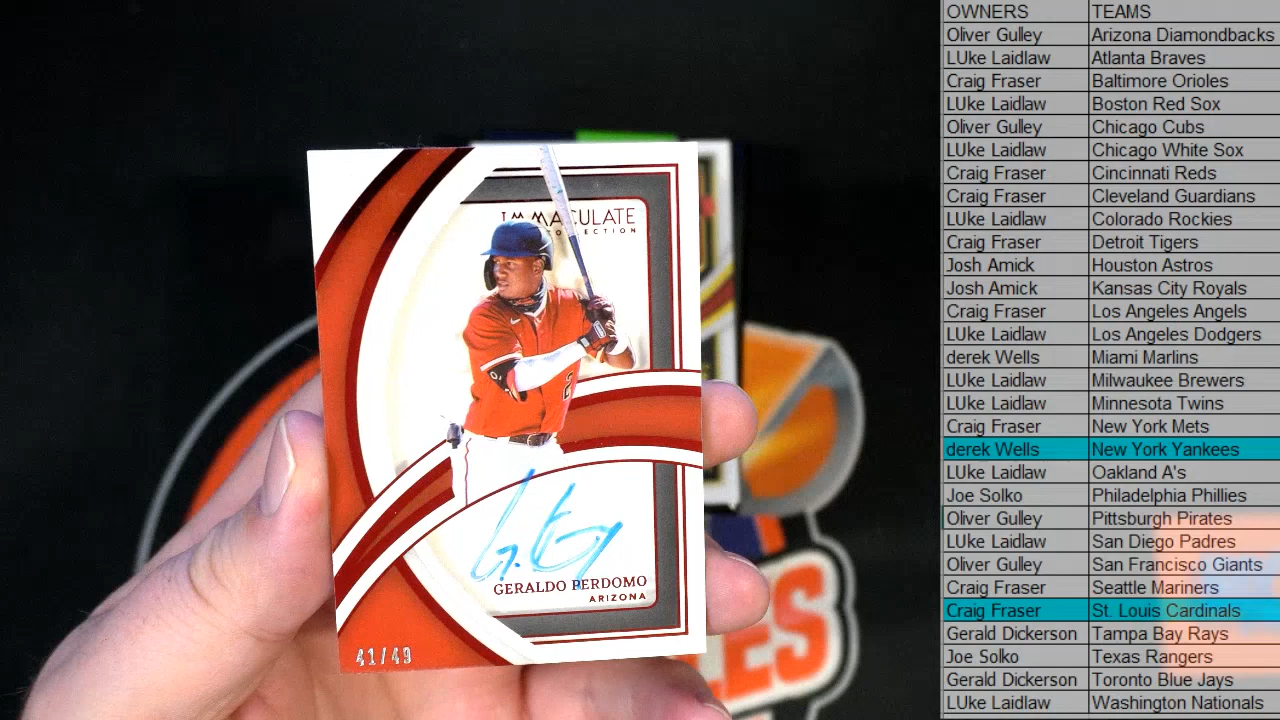 IMMACULATE
COLLECTION
GERALDO PERDOMO
ARIZONA
41/49
OWNERS TEAMS
Oliver Gulley Arizona Diamondbacks
LUke Laidlaw Atlanta Braves
Craig Fraser Baltimore Orioles
LUke Laidlaw Boston Red Sox
Oliver Gulley Chicago Cubs
LUke Laidlaw Chicago White Sox
Craig Fraser Cincinnati Reds
Craig Fraser Cleveland Guardians
LUke Laidlaw Colorado Rockies
Craig Fraser Detroit Tigers
Josh Amick Houston Astros
Josh Amick Kansas City Royals
Craig Fraser Los Angeles Angels
LUke Laidlaw Los Angeles Dodgers
derek Wells Miami Marlins
LUke Laidlaw Milwaukee Brewers
LUke Laidlaw Minnesota Twins
Craig Fraser New York Mets
derek Wells New York Yankees
LUke Laidlaw Oakland A's
Joe Solko Philadelphia Phillies
Oliver Gulley Pittsburgh Pirates
LUke Laidlaw San Diego Padres
Oliver Gulley San Francisco Giants
Craig Fraser Seattle Mariners
Craig Fraser St. Louis Cardinals
Gerald Dickerson Tampa Bay Rays
Joe Solko Texas Rangers
Gerald Dickerson Toronto Blue Jays
LUke Laidlaw Washington Nationals